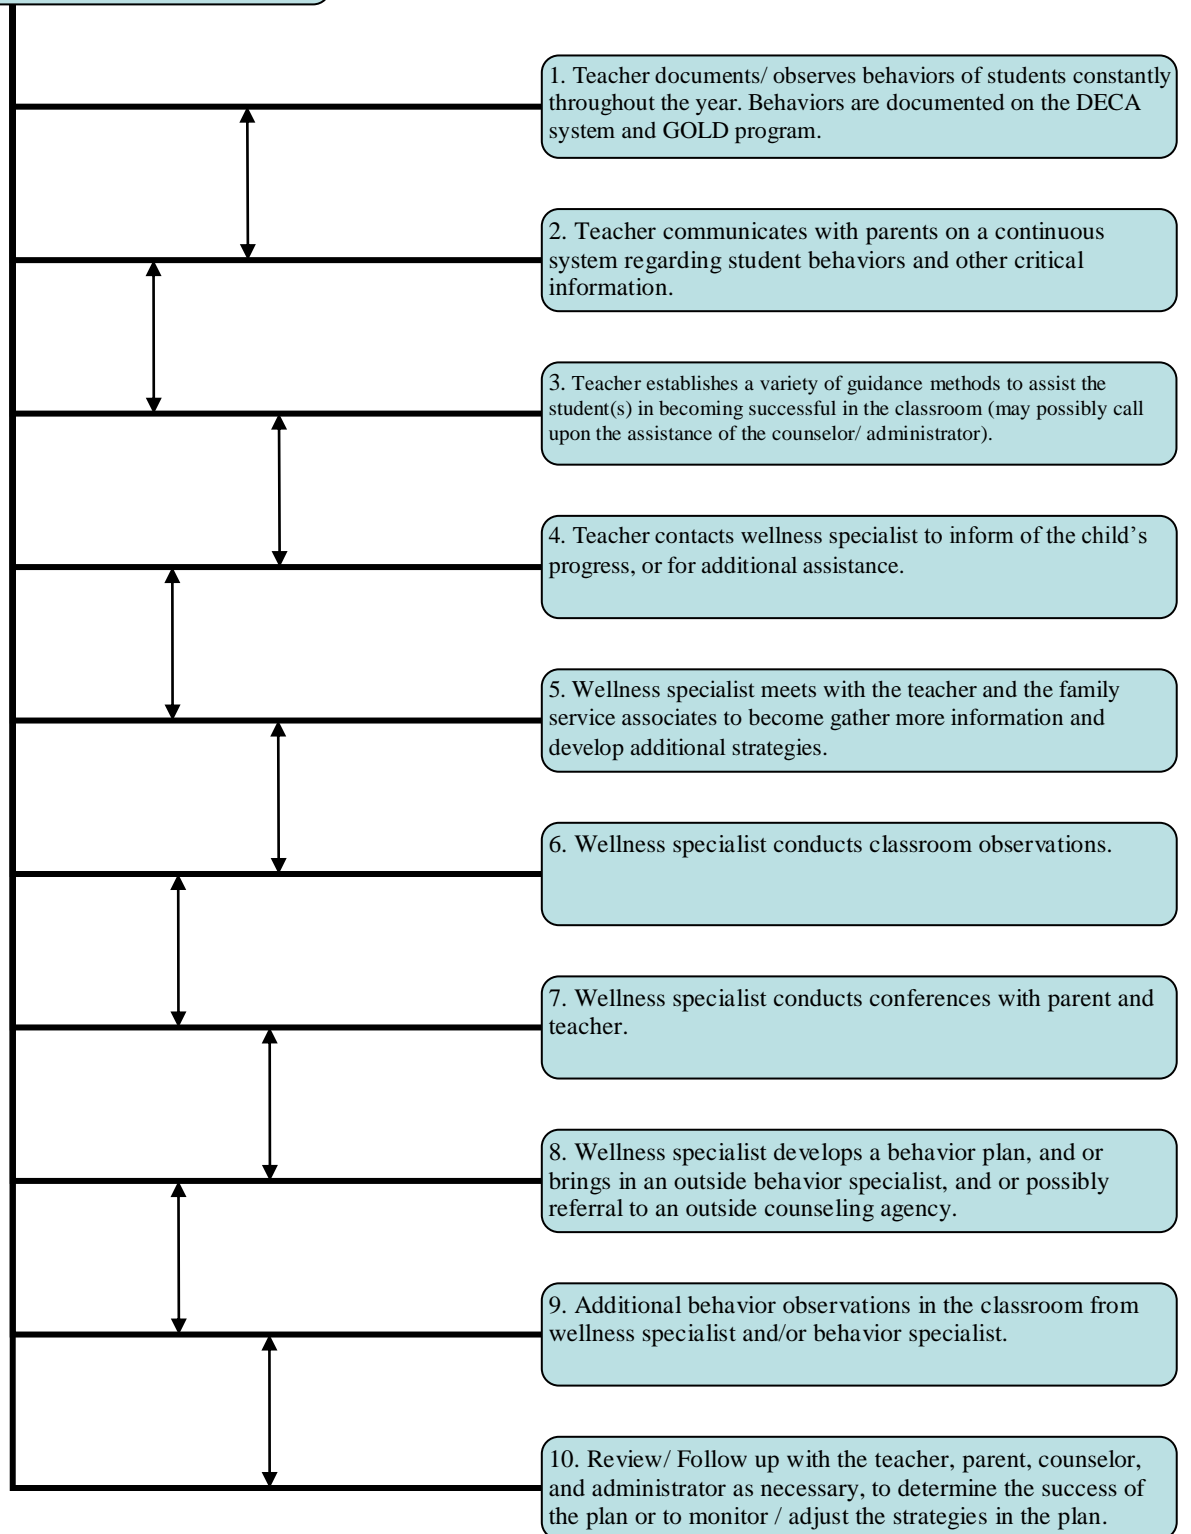 1. Teacher documents/ observes behaviors of students constantly
throughout the year. Behaviors are documented on the DECA
system and GOLD program.
2. Teacher communicates with parents on a continuous
system regarding student behaviors and other critical
information.
3. Teacher establishes a variety of guidance methods to assist the
student(s) in becoming successful in the classroom (may possibly call
upon the assistance of the counselor/ administrator).
4. Teacher contacts wellness specialist to inform of the child’s
progress, or for additional assistance.
5. Wellness specialist meets with the teacher and the family
service associates to become gather more information and
develop additional strategies.
6. Wellness specialist conducts classroom observations.
7. Wellness specialist conducts conferences with parent and
teacher.
8. Wellness specialist develops a behavior plan, and or
brings in an outside behavior specialist, and or possibly
referral to an outside counseling agency.
9. Additional behavior observations in the classroom from
wellness specialist and/or behavior specialist.
10. Review/ Follow up with the teacher, parent, counselor,
and administrator as necessary, to determine the success of
the plan or to monitor / adjust the strategies in the plan.